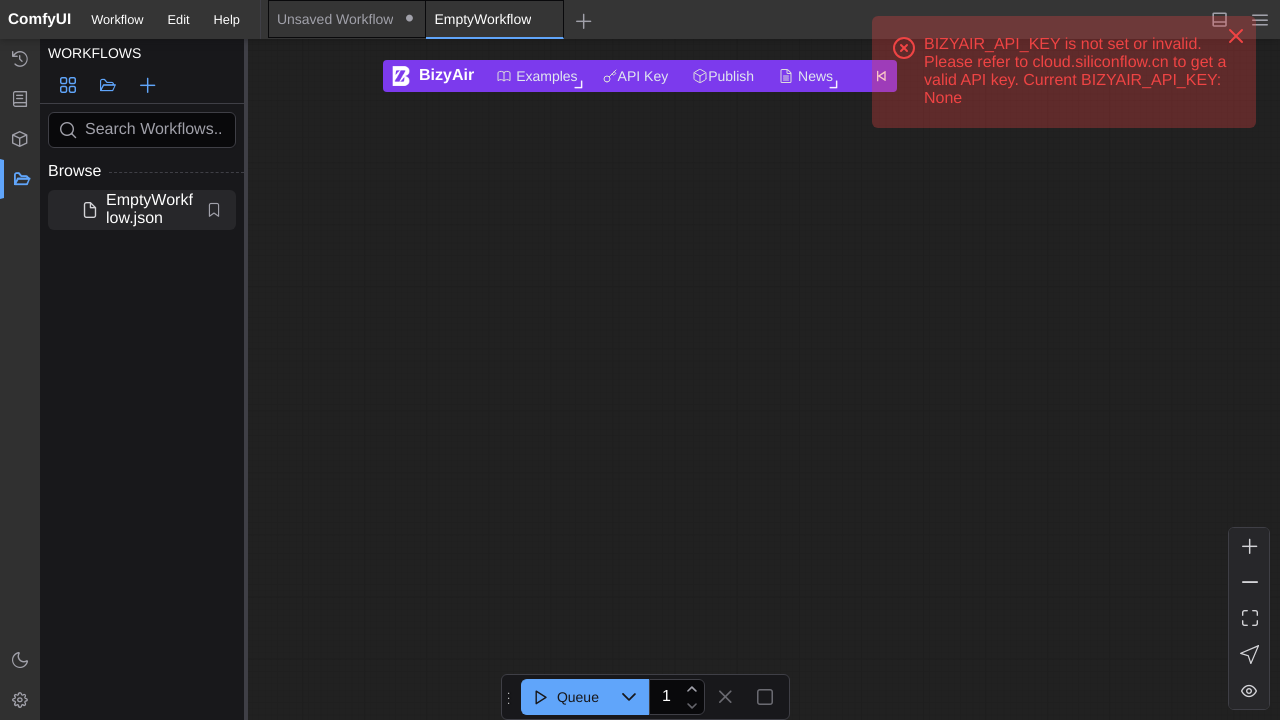 ComfyUI Workflow Edit Help Unsaved Workflow EmptyWorkflow
WORKFLOWS
Search Workflows..
Browse
EmptyWorkf
low.json
BizyAir Examples API Key Publish News
BIZYAIR_API_KEY is not set or invalid.
Please refer to cloud.siliconflow.cn to get a
valid API key. Current BIZYAIR_API_KEY:
None
Queue 1